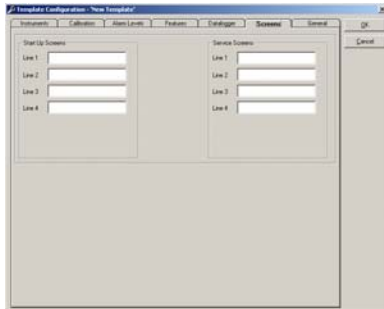 Template Configuration - "New Template"
Instruments Calibration Alarm Levels Features Datalogger Screens General
OK
Cancel
Start Up Screens Service Screens
Line 1 Line 1
Line 2 Line 2
Line 3 Line 3
Line 4 Line 4